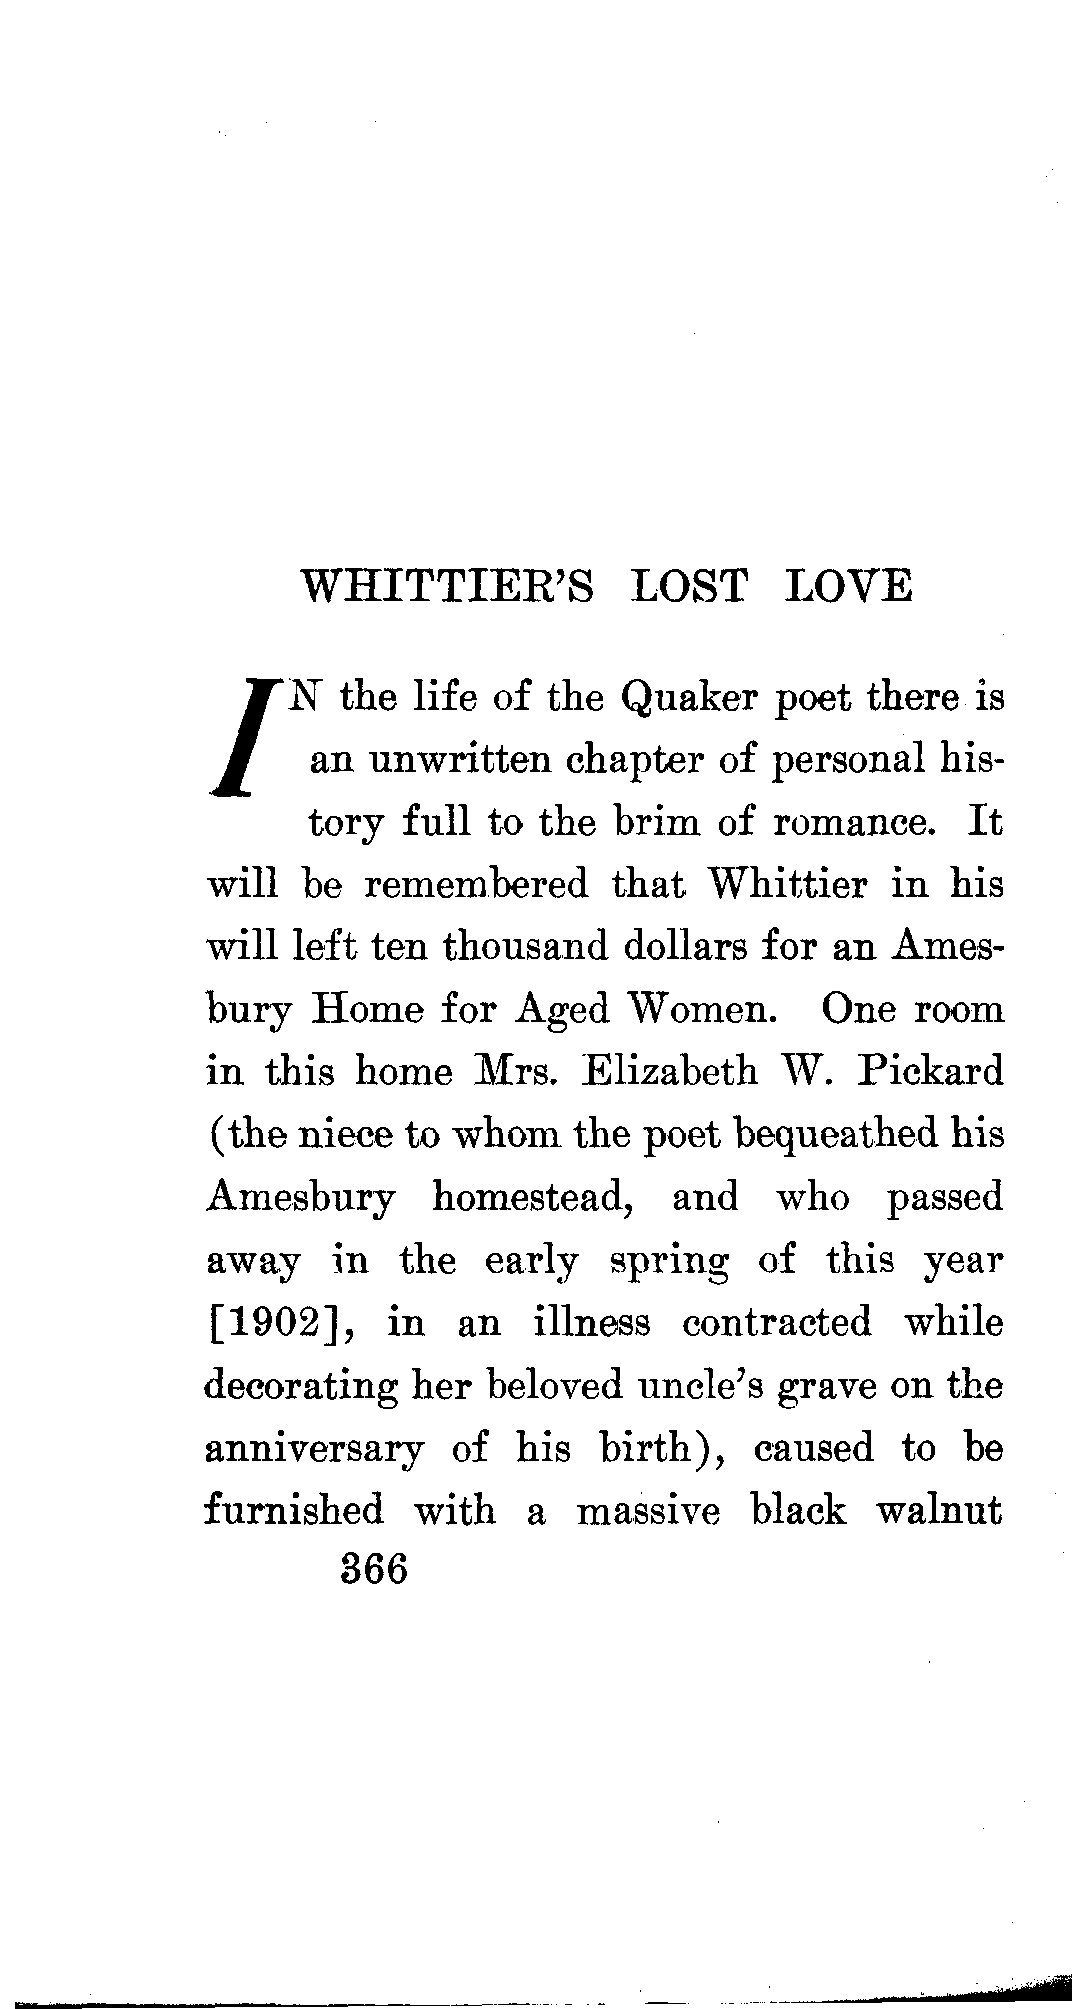 WHITTIER'S LOST LOVE
IN the life of the Quaker poet there is
an unwritten chapter of personal his-
tory full to the brim of romance. It
will be remembered that Whittier in his
will left ten thousand dollars for an Ames-
bury Home for Aged Women. One room
in this home Mrs. Elizabeth W. Pickard
(the niece to whom the poet bequeathed his
Amesbury homestead, and who passed
away in the early spring of this year
[1902], in an illness contracted while
decorating her beloved uncle's grave on the
anniversary of his birth), caused to be
furnished with a massive black walnut
366